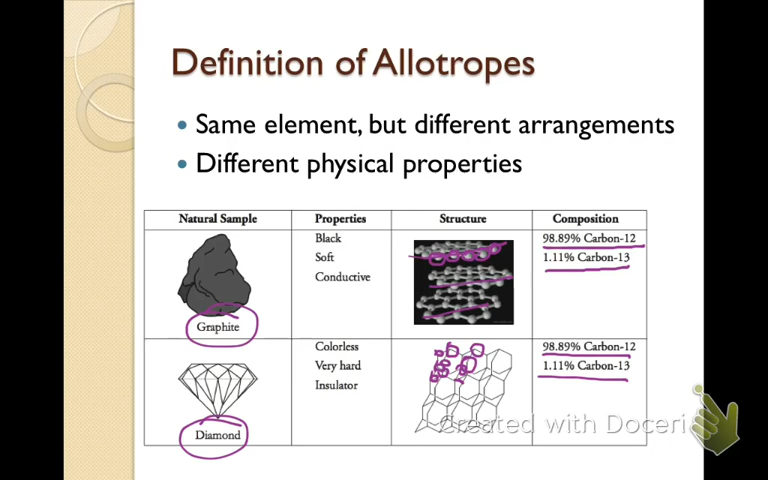 Definition of Allotropes
Same element, but different arrangements
Different physical properties
Natural Sample Properties Structure Composition
Black 98.89% Carbon-12
Soft 1.11% Carbon-13
Conductive
Graphite
Colorless 98.89% Carbon-12
Very hard 1.11% Carbon-13
Insulator
Created with Doceri
Diamond